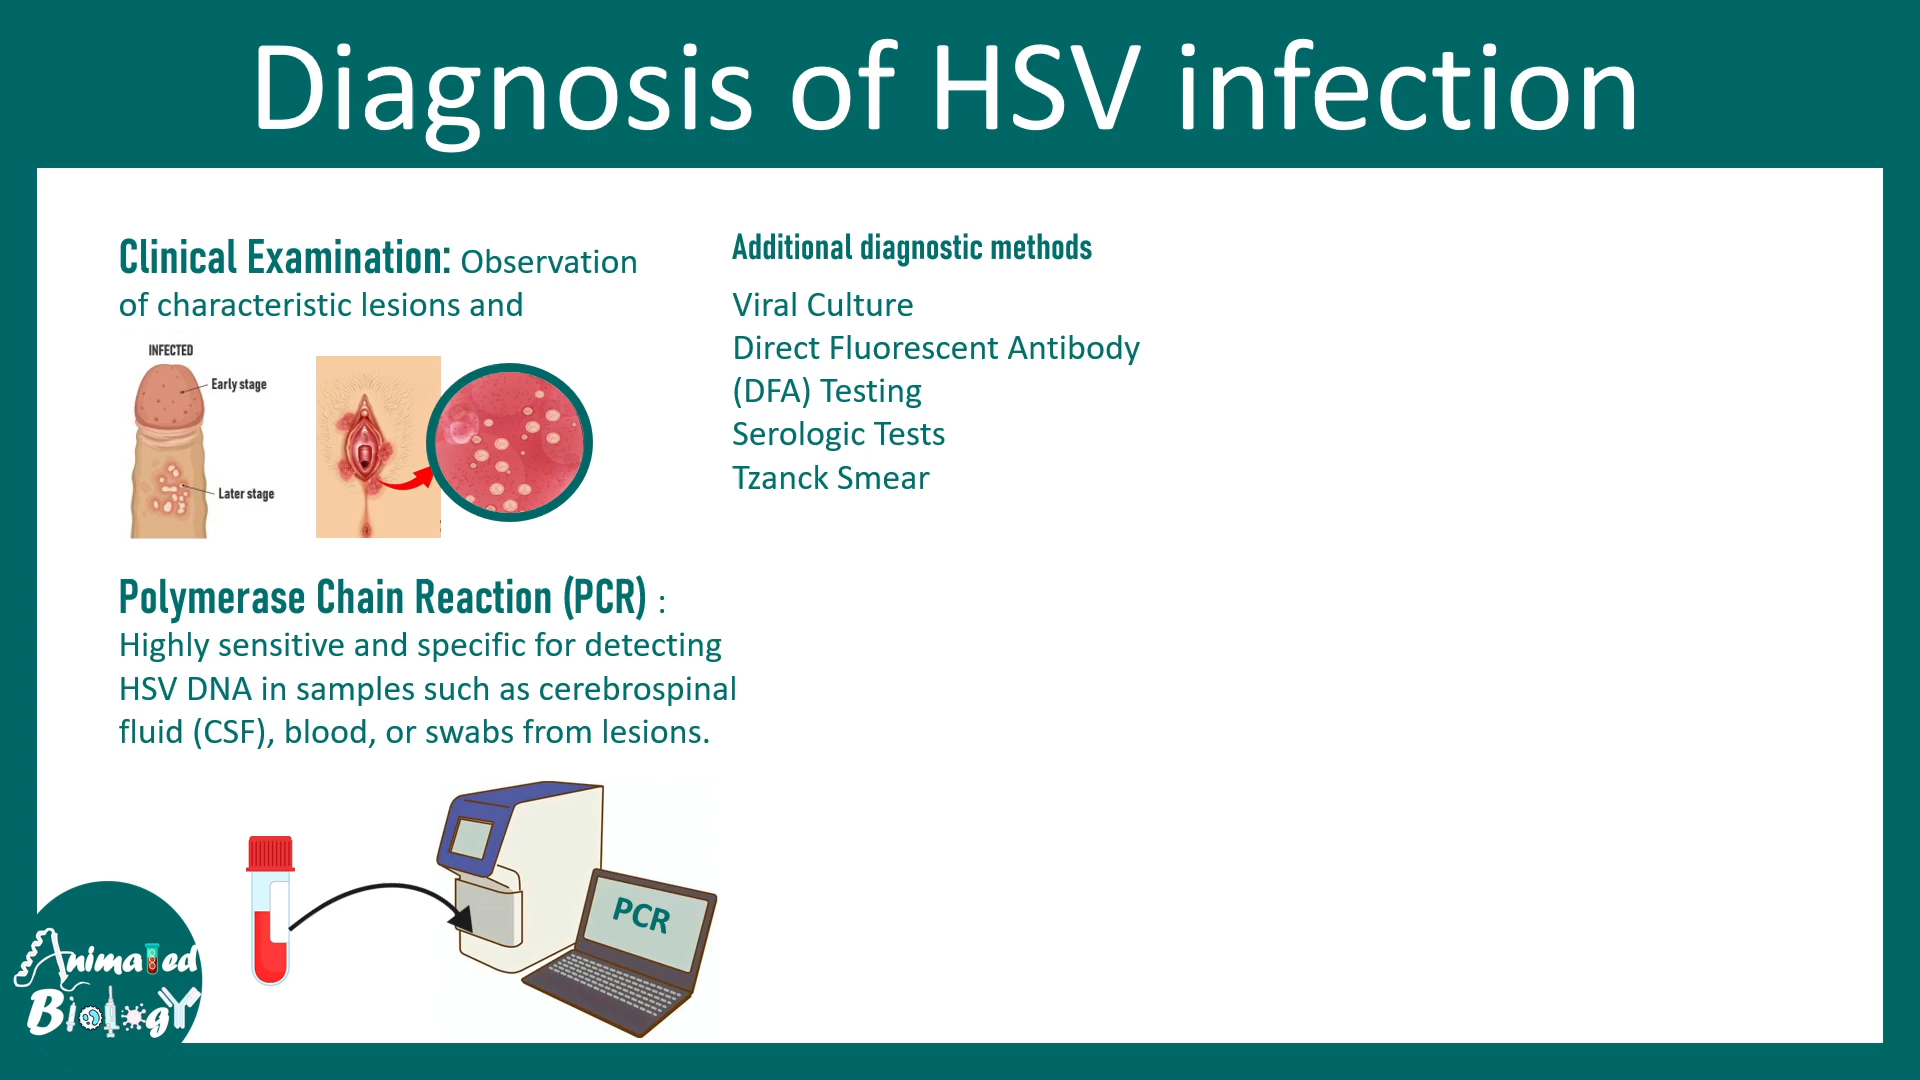 Diagnosis of HSV infection
Clinical Examination: Observation
of characteristic lesions and
INFECTED
Early stage
Later stage
Polymerase Chain Reaction (PCR) :
Highly sensitive and specific for detecting
HSV DNA in samples such as cerebrospinal
fluid (CSF), blood, or swabs from lesions.
PCR
Additional diagnostic methods
Viral Culture
Direct Fluorescent Antibody
(DFA) Testing
Serologic Tests
Tzanck Smear
Animated
Biology